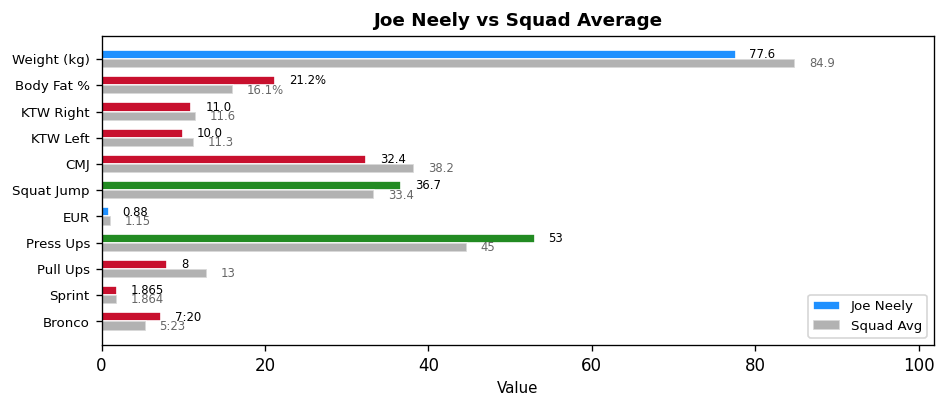 Joe Neely vs Squad Average
Weight (kg) 77.6
84.9
Body Fat % 21.2%
16.1%
KTW Right 11.0
11.6
KTW Left 10.0
11.3
CMJ 32.4
38.2
Squat Jump 36.7
33.4
EUR 0.88
1.15
Press Ups 53
45
Pull Ups 8
13
Sprint 1.865
1.864
Bronco 7:20
5:23
Joe Neely
Squad Avg
0 20 40 60 80 100
Value